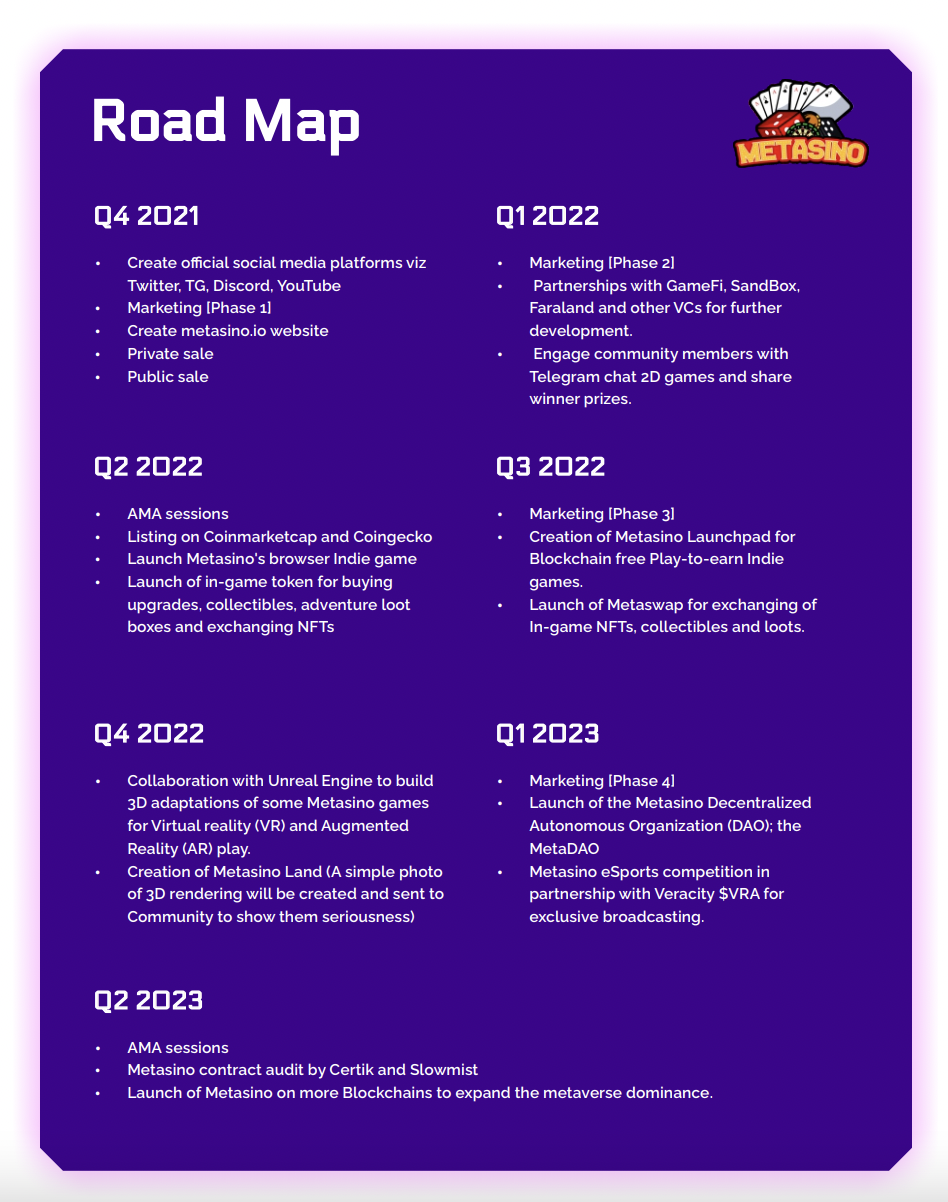 Road Map
METASINO
Q4 2021
• Create official social media platforms viz
Twitter, TG, Discord, YouTube
• Marketing [Phase 1]
• Create metasino.io website
• Private sale
• Public sale
Q1 2022
• Marketing [Phase 2]
• Partnerships with GameFi, SandBox,
Faraland and other VCs for further
development.
• Engage community members with
Telegram chat 2D games and share
winner prizes.
Q2 2022
• AMA sessions
• Listing on Coinmarketcap and Coingecko
• Launch Metasino's browser Indie game
• Launch of in-game token for buying
upgrades, collectibles, adventure loot
boxes and exchanging NFTs
Q3 2022
• Marketing [Phase 3]
• Creation of Metasino Launchpad for
Blockchain free Play-to-earn Indie
games.
• Launch of Metaswap for exchanging of
In-game NFTs, collectibles and loots.
Q4 2022
• Collaboration with Unreal Engine to build
3D adaptations of some Metasino games
for Virtual reality (VR) and Augmented
Reality (AR) play.
• Creation of Metasino Land (A simple photo
of 3D rendering will be created and sent to
Community to show them seriousness)
Q1 2023
• Marketing [Phase 4]
• Launch of the Metasino Decentralized
Autonomous Organization (DAO); the
MetaDAO
• Metasino eSports competition in
partnership with Veracity $VRA for
exclusive broadcasting.
Q2 2023
• AMA sessions
• Metasino contract audit by Certik and Slowmist
• Launch of Metasino on more Blockchains to expand the metaverse dominance.